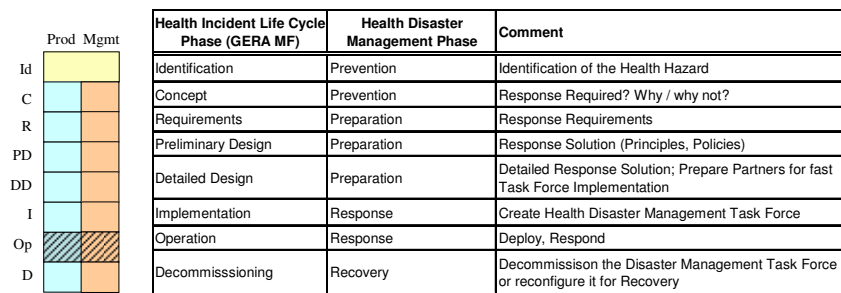 Prod Mgmt
Id
C
R
PD
DD
I
Op
D
Health Incident Life Cycle Phase (GERA MF) Health Disaster Management Phase Comment
Identification Prevention Identification of the Health Hazard
Concept Prevention Response Required? Why / why not?
Requirements Preparation Response Requirements
Preliminary Design Preparation Response Solution (Principles, Policies)
Detailed Design Preparation Detailed Response Solution; Prepare Partners for fast
Task Force Implementation
Implementation Response Create Health Disaster Management Task Force
Operation Response Deploy, Respond
Decommisssioning Recovery Decommissison the Disaster Management Task Force
or reconfigure it for Recovery